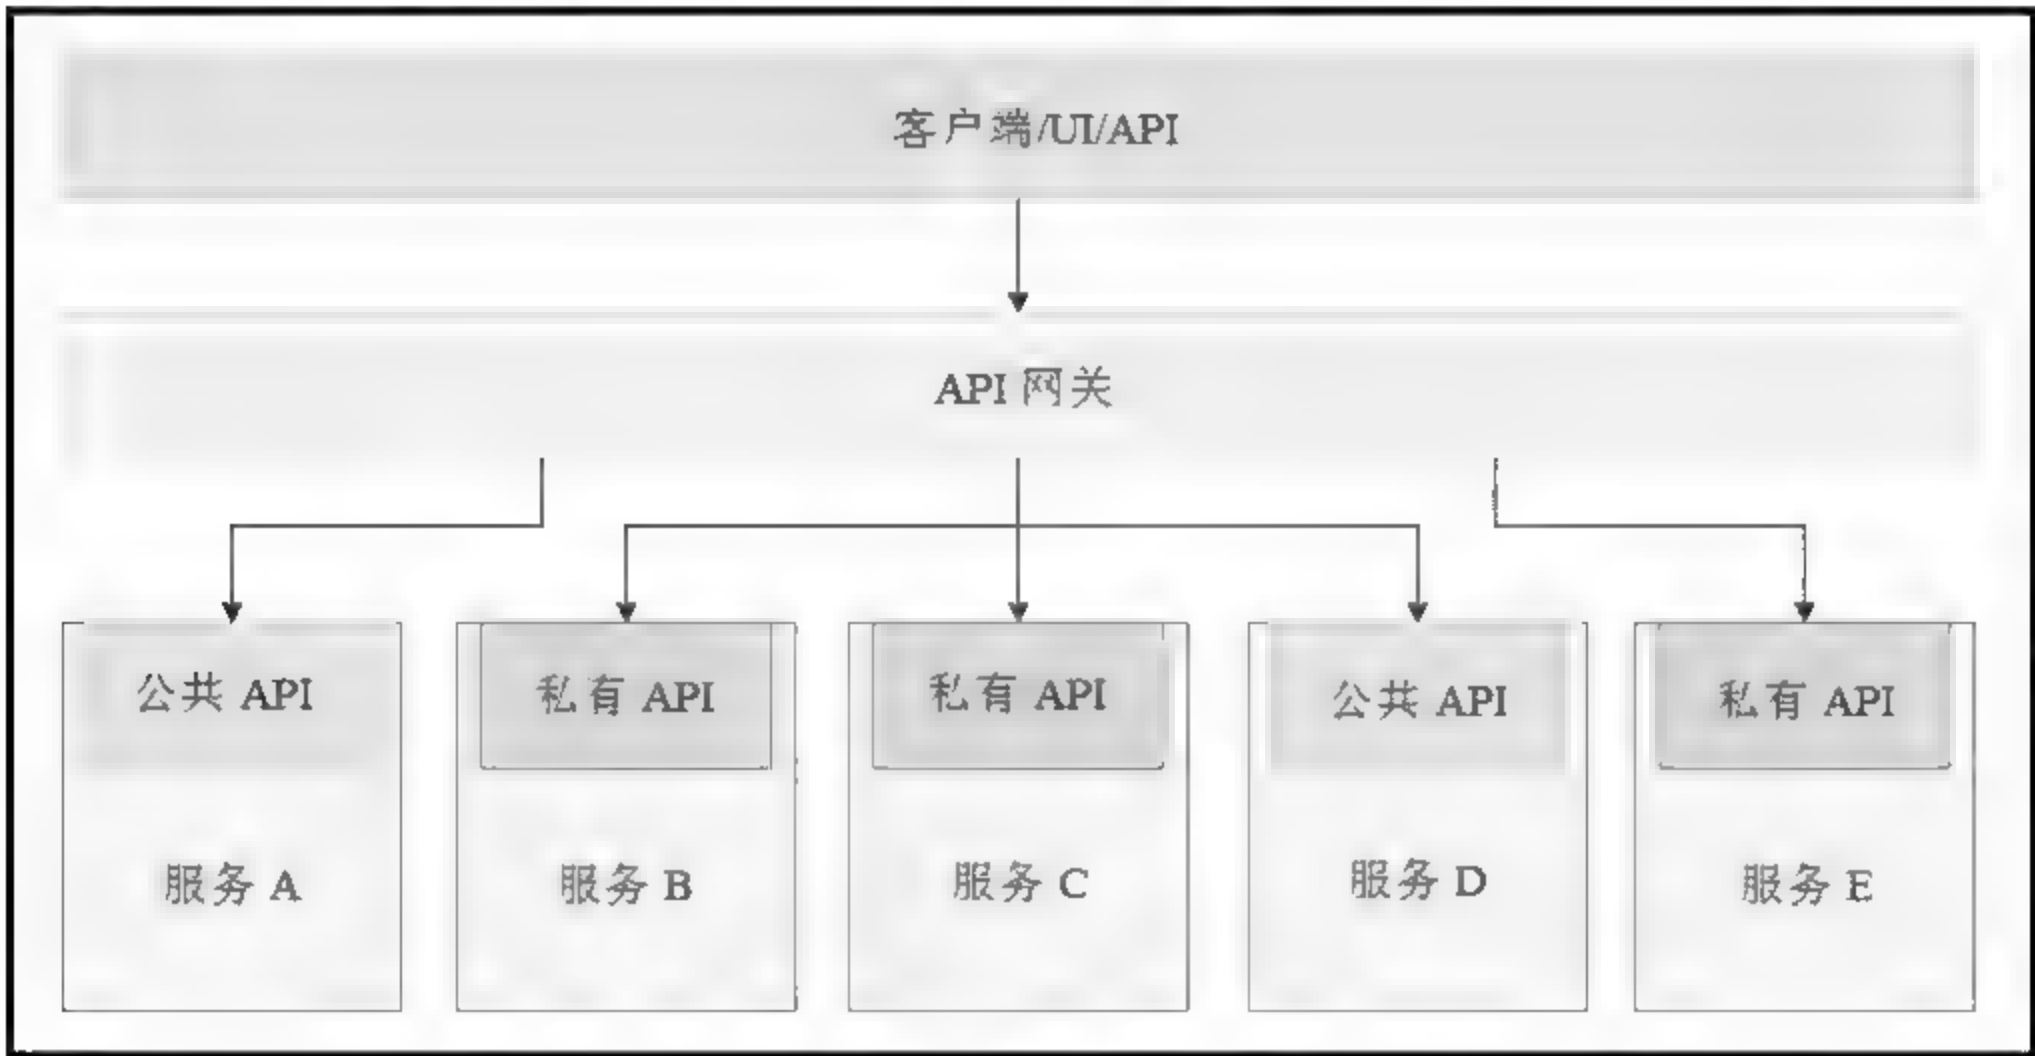 客户端/UI/API
API 网关
公共 API
私有 API
私有 API
公共 API
私有 API
服务 A
服务 B
服务 C
服务 D
服务 E